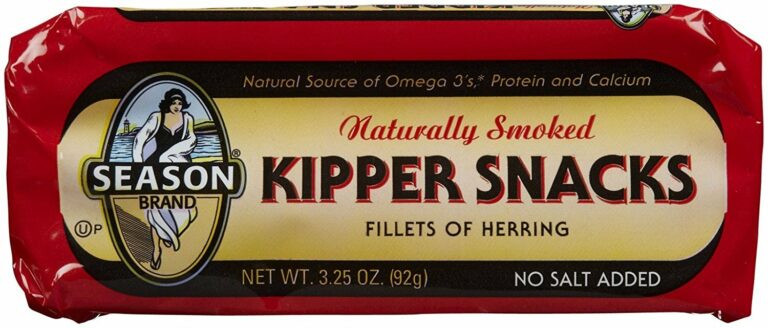 Natural Source of Omega 3's,* Protein and Calcium
Naturally Smoked
KIPPER SNACKS
FILLETS OF HERRING
SEASON®
BRAND
ⓊP
NET WT. 3.25 OZ. (92g)
NO SALT ADDED